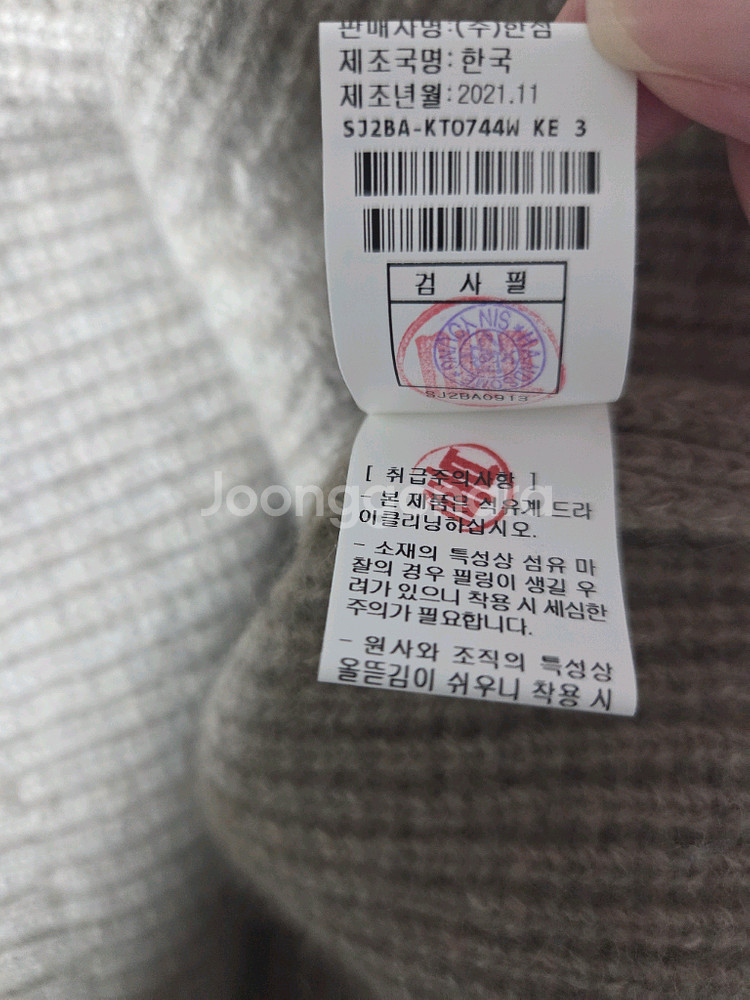 판매사명:(주)한섬
제조국명:한국
제조년월:2021.11
SJ2BA-KT0744W KE 3
검 사 필
SJ2BA0913
[ 취급주의사항 ]
- 본 제품은 석유계 드라
이클리닝하십시오.
Joongonara
- 소재의 특성상 섬유 마
찰의 경우 필링이 생길 우
려가 있으니 착용 시 세심한
주의가 필요합니다.
- 원사와 조직의 특성상
올뜯김이 쉬우니 착용 시